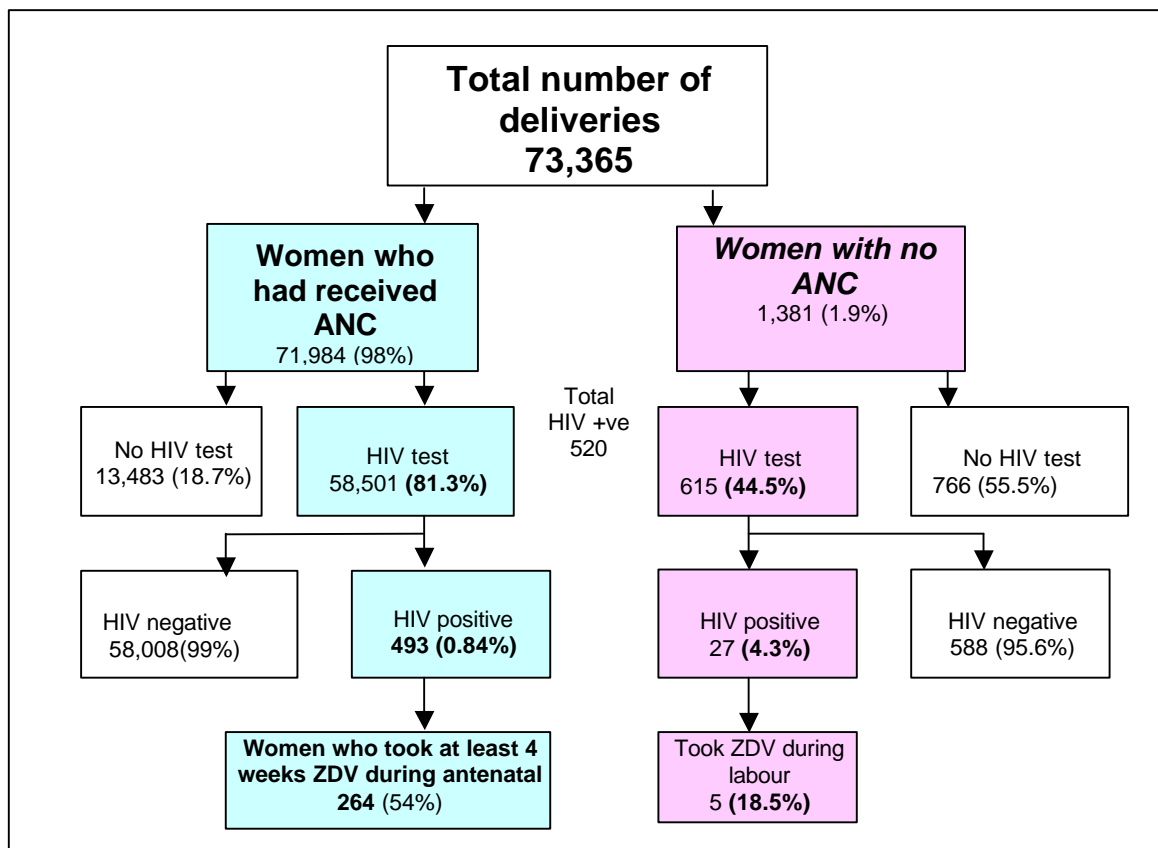 Total number of
deliveries
73,365
Women who
had received
ANC
71,984 (98%)
Women with no
ANC
1,381 (1.9%)
No HIV test
13,483 (18.7%)
HIV test
58,501 (81.3%)
Total
HIV +ve
520
HIV test
615 (44.5%)
No HIV test
766 (55.5%)
HIV negative
58,008(99%)
HIV positive
493 (0.84%)
HIV positive
27 (4.3%)
HIV negative
588 (95.6%)
Women who took at least 4
weeks ZDV during antenatal
264 (54%)
Took ZDV during
labour
5 (18.5%)